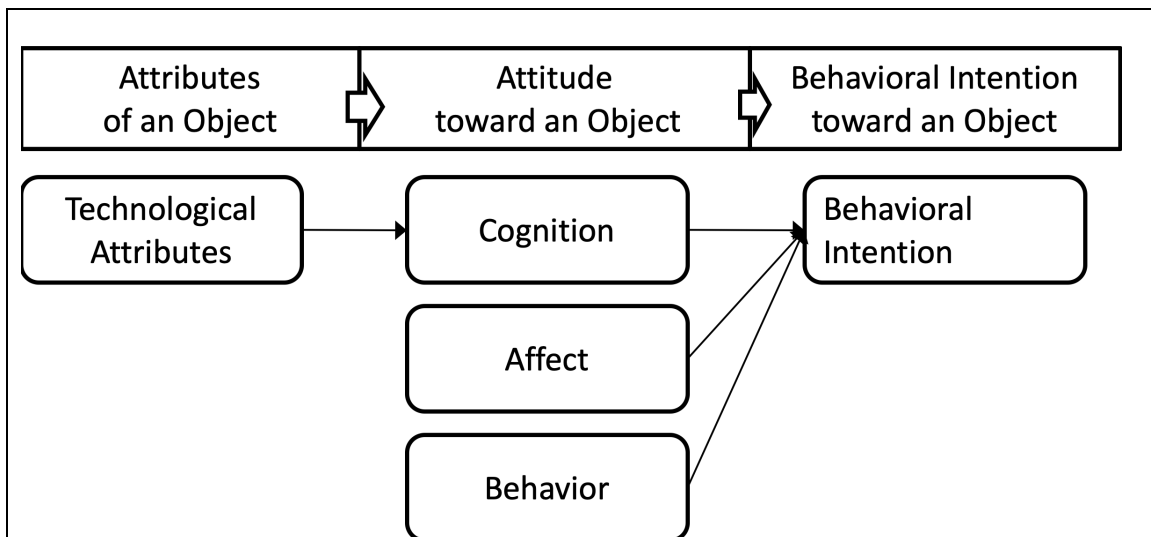 Attributes
of an Object
Attitude
toward an Object
Behavioral Intention
toward an Object
Technological
Attributes
Cognition
Behavioral
Intention
Affect
Behavior